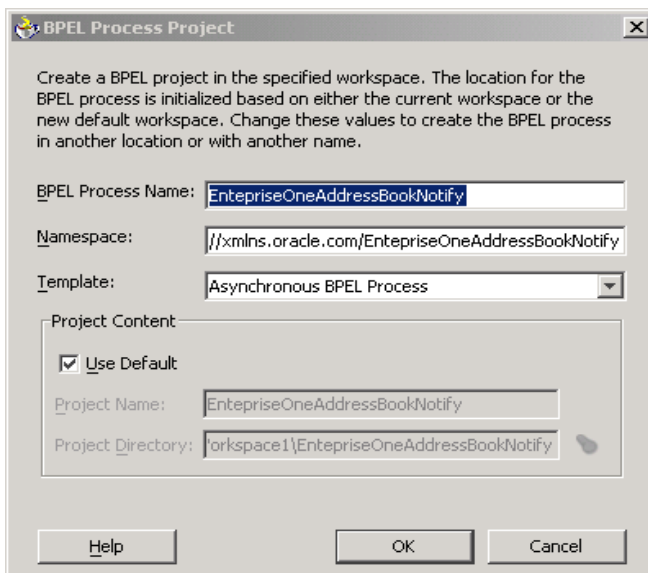 BPEL Process Project
Create a BPEL project in the specified workspace. The location for the
BPEL process is initialized based on either the current workspace or the
new default workspace. Change these values to create the BPEL process
in another location or with another name.
BPEL Process Name: EntepriseOneAddressBookNotify
Namespace: //xmlns.oracle.com/EntepriseOneAddressBookNotify
Template: Asynchronous BPEL Process
Project Content
Use Default
Project Name: EntepriseOneAddressBookNotify
Project Directory: 'orkspace1\EntepriseOneAddressBookNotify
Help OK Cancel